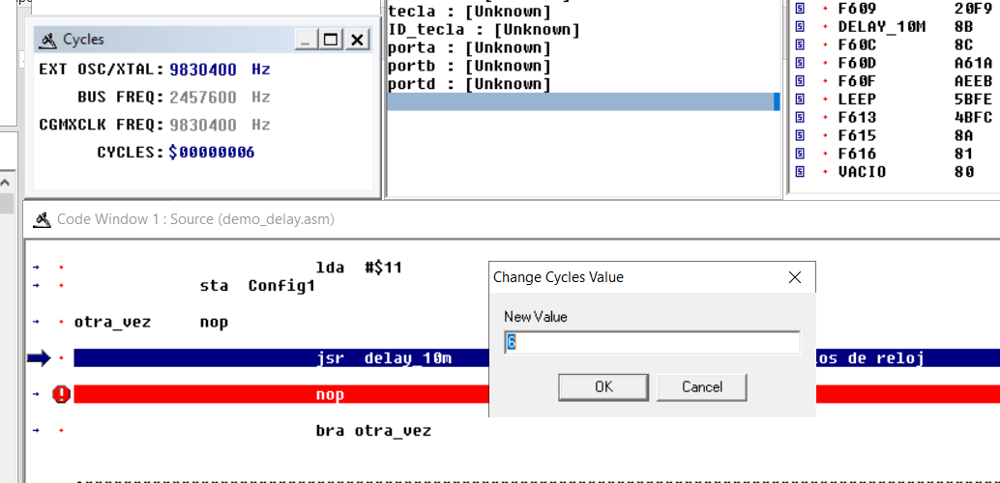 Cycles
EXT OSC/XTAL: 9830400 Hz
BUS FREQ: 2457600 Hz
CGMXCLK FREQ: 9830400 Hz
CYCLES: $00000006
tecla : [Unknown]
ID_tecla : [Unknown]
porta : [Unknown]
portb : [Unknown]
portd : [Unknown]
F609 20F9
DELAY_10M 8B
F60C 8C
F60D A61A
F60F AEEB
LEEP 5BFE
F613 4BFC
F615 8A
F616 81
VACIO 80
Code Window 1 : Source (demo_delay.asm)
lda #$11
sta Config1
otra_vez nop
jsr delay_10m
de reloj
nop
bra otra_vez
Change Cycles Value
New Value
6
OK
Cancel